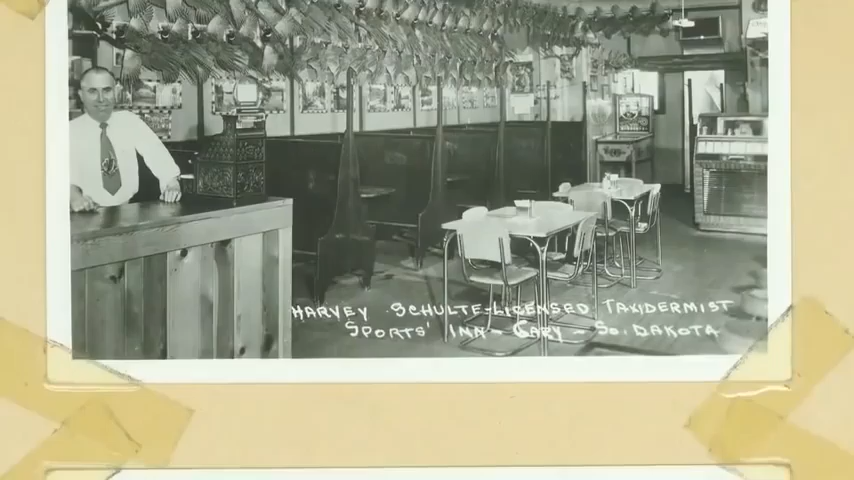 HARVEY SCHULTE-LICENSED TAXIDERMIST
SPORTS' INN - GARY - SO. DAKOTA